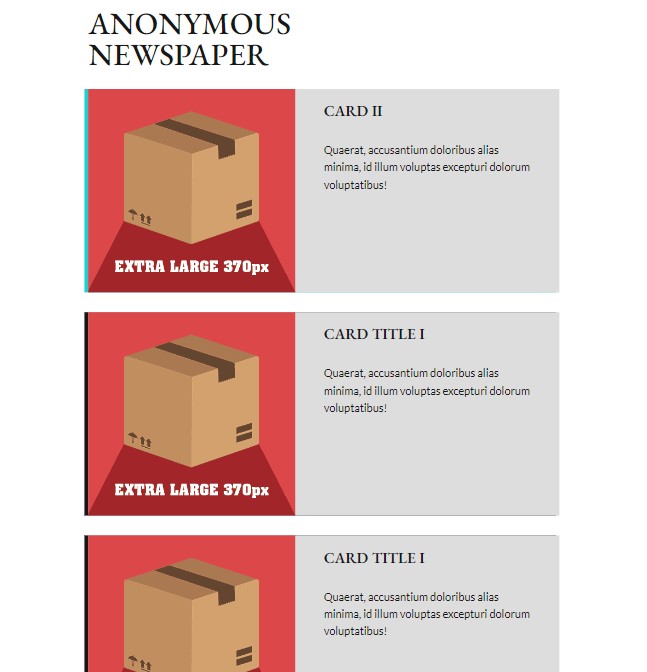 ANONYMOUS
NEWSPAPER
CARD II
Quaerat, accusantium doloribus alias
minima, id illum voluptas excepturi dolorum
voluptatibus!
EXTRA LARGE 370px
CARD TITLE I
Quaerat, accusantium doloribus alias
minima, id illum voluptas excepturi dolorum
voluptatibus!
EXTRA LARGE 370px
CARD TITLE I
Quaerat, accusantium doloribus alias
minima, id illum voluptas excepturi dolorum
voluptatibus!